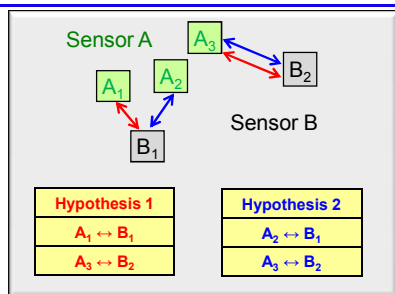 Sensor A
A3
A1
A2
B2
B1
Sensor B
Hypothesis 1
A1 ↔ B1
A3 ↔ B2
Hypothesis 2
A2 ↔ B1
A3 ↔ B2